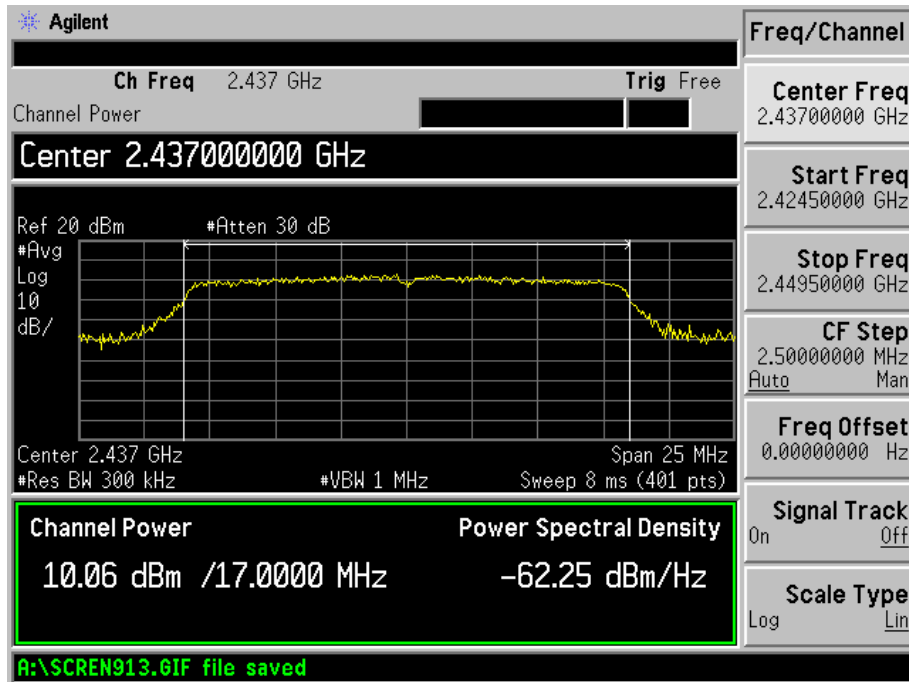 Agilent
Ch Freq 2.437 GHz Trig Free
Channel Power
Center 2.437000000 GHz
Ref 20 dBm #Atten 30 dB
#Avg
Log
10
dB/
Center 2.437 GHz Span 25 MHz
#Res BW 300 kHz #VBW 1 MHz Sweep 8 ms (401 pts)
Channel Power Power Spectral Density
10.06 dBm /17.0000 MHz -62.25 dBm/Hz
A:\SCREN913.GIF file saved
Freq/Channel
Center Freq
2.43700000 GHz
Start Freq
2.42450000 GHz
Stop Freq
2.44950000 GHz
CF Step
2.50000000 MHz
Auto Man
Freq Offset
0.00000000 Hz
Signal Track
On Off
Scale Type
Log Lin